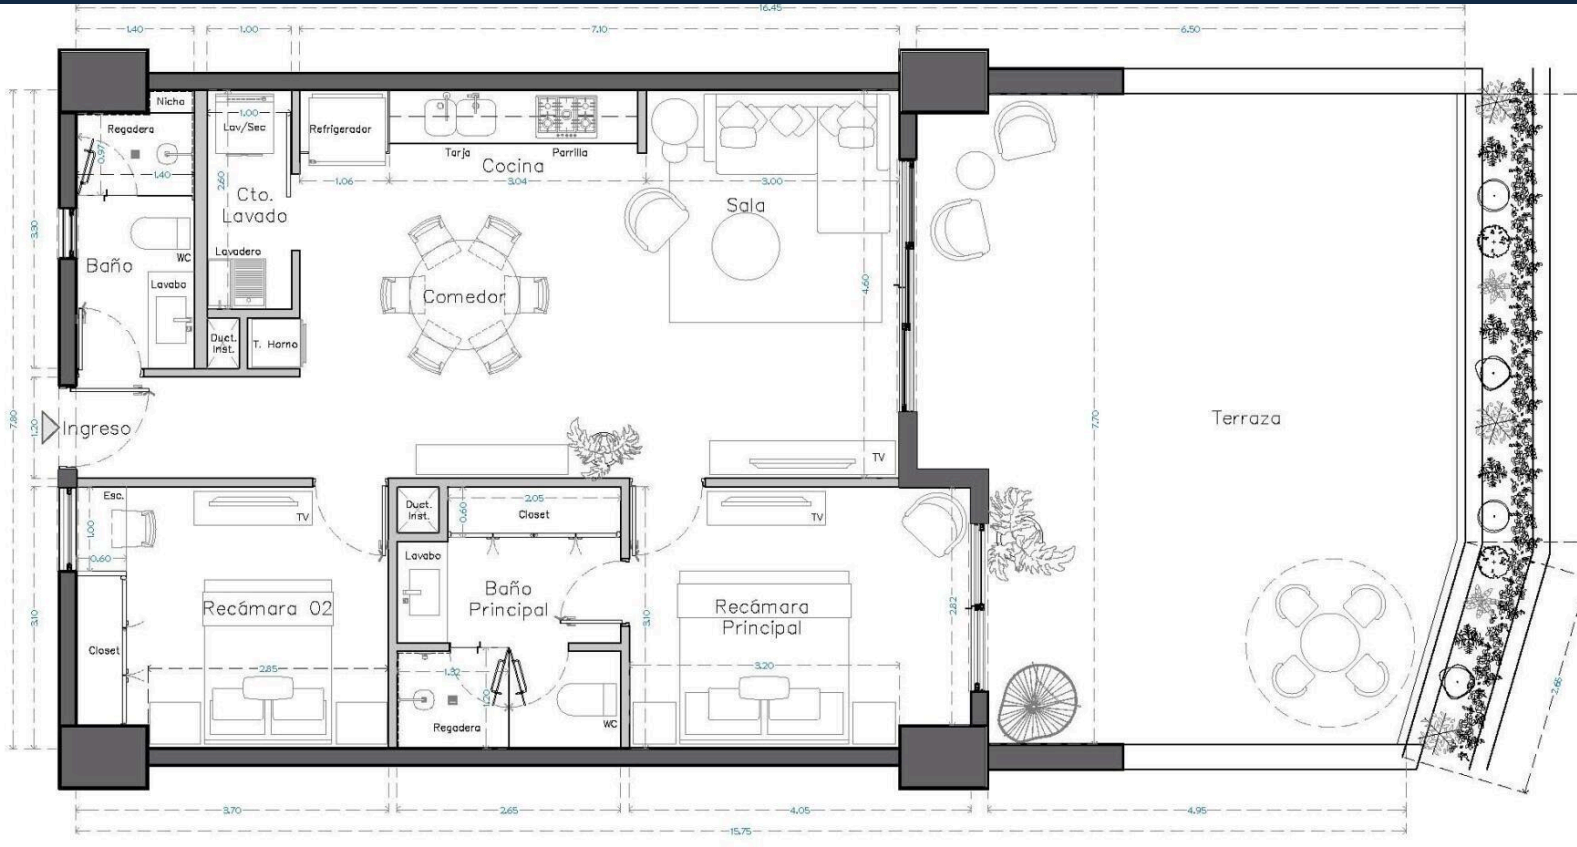 16.45
1.40
1.00
7.10
6.50
Nicho
Regadera
0.97
1.40
1.00
Lav/Sec
2.60
Cto.
Lavado
Lavadero
Refrigerador
Tarja
Parrilla
Cocina
1.06
3.04
3.00
Sala
4.60
3.30
Baño
WC
Lavabo
Duct.
Inst.
T. Horno
Comedor
7.80
1.20
Ingreso
TV
7.70
Terraza
Esc.
1.00
0.60
TV
Duct.
Inst.
0.60
2.05
Closet
TV
3.10
Closet
Recámara 02
2.85
Lavabo
Baño
Principal
1.32
1.20
Regadera
WC
3.10
Recámara
Principal
3.20
2.82
2.65
3.70
2.65
4.05
4.95
15.75